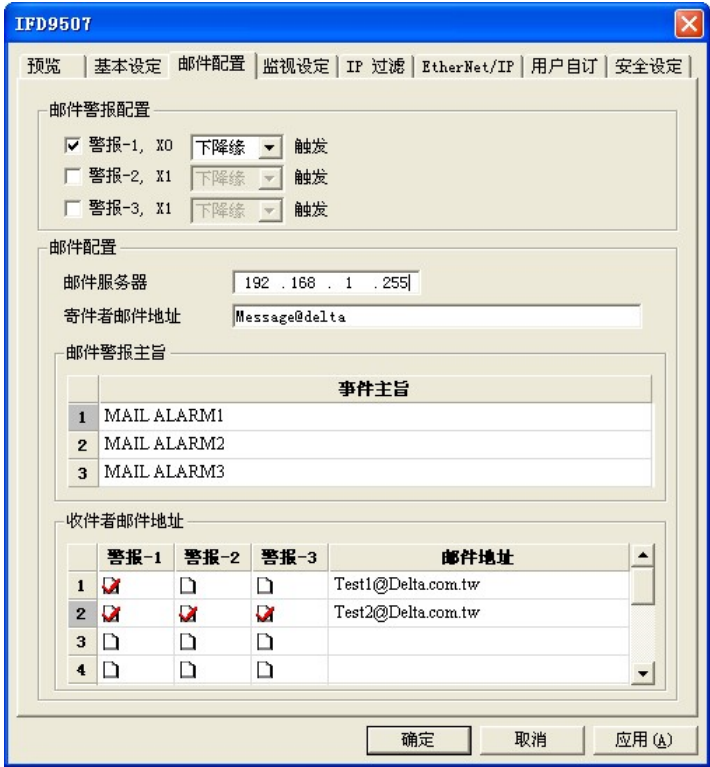 IFD9507
预览 基本设定 邮件配置 监视设定 IP 过滤 EtherNet/IP 用户自订 安全设定
邮件警报配置
警报-1, X0 下降缘 触发
警报-2, X1 下降缘 触发
警报-3, X1 下降缘 触发
邮件配置
邮件服务器 192 .168 . 1 .255
寄件者邮件地址 Message@delta
邮件警报主旨
事件主旨
1 MAIL ALARM1
2 MAIL ALARM2
3 MAIL ALARM3
收件者邮件地址
警报-1 警报-2 警报-3 邮件地址
1 Test1@Delta.com.tw
2 Test2@Delta.com.tw
3
4
确定 取消 应用(A)